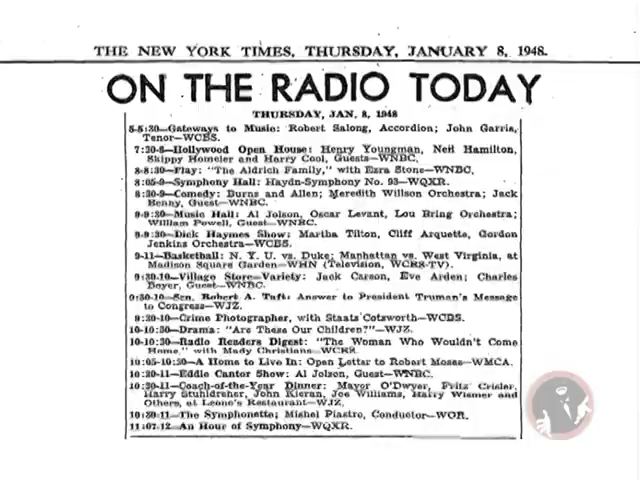 THE NEW YORK TIMES, THURSDAY, JANUARY 8, 1948.
ON THE RADIO TODAY
THURSDAY, JAN. 8, 1948
5-5:30—Gateways to Music: Robert Salong, Accordion; John Garris,
Tenor—WCBS.
7:30-8—Hollywood Open House: Henry Youngman, Neil Hamilton,
Skippy Homeier and Harry Cool, Guests—WNBC.
8-8:30—Play: "The Aldrich Family," with Ezra Stone—WNBC.
8:05-9—Symphony Hall: Haydn-Symphony No. 93—WQXR.
8:30-9—Comedy: Burns and Allen; Meredith Willson Orchestra; Jack
Benny, Guest—WNBC.
9-9:30—Music Hall: Al Jolson, Oscar Levant, Lou Bring Orchestra;
William Powell, Guest—WNBC.
9-9:30—Dick Haymes Show: Martha Tilton, Cliff Arquette, Gordon
Jenkins Orchestra—WCBS.
9-11—Basketball: N. Y. U. vs. Duke; Manhattan vs. West Virginia, at
Madison Square Garden—WHN (Television, WCBS-TV).
9:30-10—Village Store—Variety: Jack Carson, Eve Arden; Charles
Boyer, Guest—WNBC.
9:30-10—Sen. Robert A. Taft: Answer to President Truman's Message
to Congress—WJZ.
9:30-10—Crime Photographer, with Staats Cotsworth—WCBS.
10-10:30—Drama: "Are These Our Children?"—WJZ.
10-10:30—Radio Readers Digest: "The Woman Who Wouldn't Come
Home," with Mady Christians—WCBS.
10:05-10:30—A Home to Live In: Open Letter to Robert Moses—WMCA.
10:30-11—Eddie Cantor Show: Al Jolson, Guest—WNBC.
10:30-11—Coach-of-the-Year Dinner: Mayor O'Dwyer, Fritz Crisler,
Harry Stuhldreher, John Kieran, Joe Williams, Harry Wismer and
Others, at Leone's Restaurant—WJZ.
10:30-11—The Symphonette; Mishel Piastro, Conductor—WOR.
11:07-12—An Hour of Symphony—WQXR.